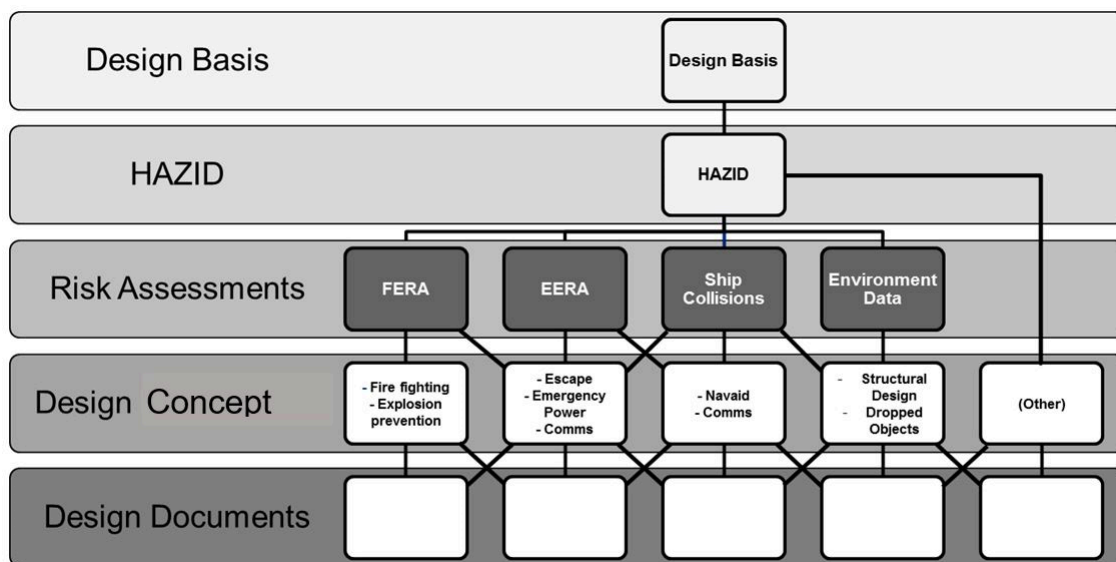 Design Basis
Design Basis
HAZID
HAZID
Risk Assessments
FERA
EERA
Ship
Collisions
Environment
Data
Design Concept
- Fire fighting
- Explosion
prevention
- Escape
- Emergency
Power
- Comms
- Navaid
- Comms
- Structural
Design
- Dropped
Objects
(Other)
Design Documents